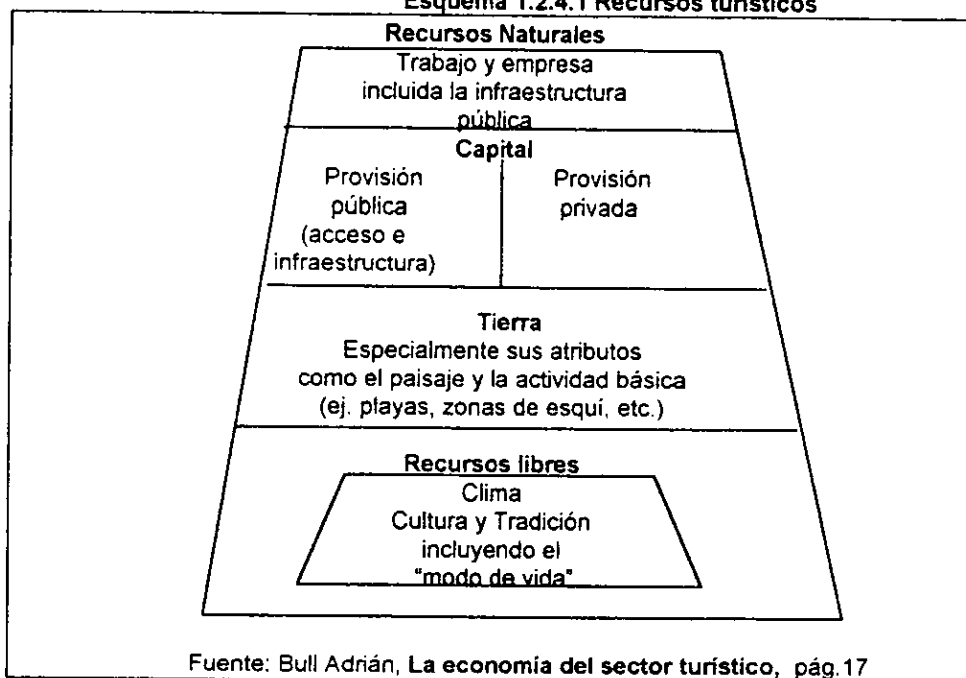 Esquema 1.2.4.1 Recursos turísticos
Recursos Naturales
Trabajo y empresa
incluida la infraestructura
pública
Capital
Provisión
pública
(acceso e
infraestructura)
Provisión
privada
Tierra
Especialmente sus atributos
como el paisaje y la actividad básica
(ej. playas, zonas de esquí, etc.)
Recursos libres
Clima
Cultura y Tradición
incluyendo el
"modo de vida"
Fuente: Bull Adrián, La economía del sector turístico, pág.17